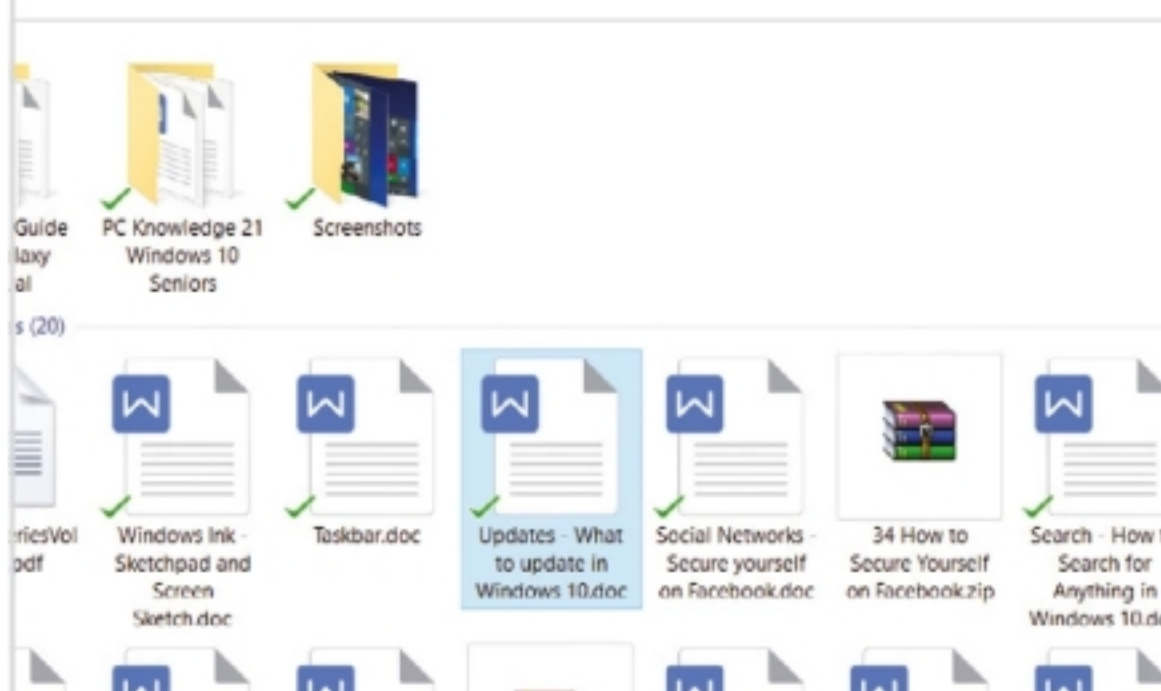 Guide
laxy
al
PC Knowledge 21
Windows 10
Seniors
Screenshots
s (20)
eriesVol
pdf
Windows Ink -
Sketchpad and
Screen
Sketch.doc
Taskbar.doc
Updates - What
to update in
Windows 10.doc
Social Networks -
Secure yourself
on Facebook.doc
34 How to
Secure Yourself
on Facebook.zip
Search - How
Search for
Anything in
Windows 10.d